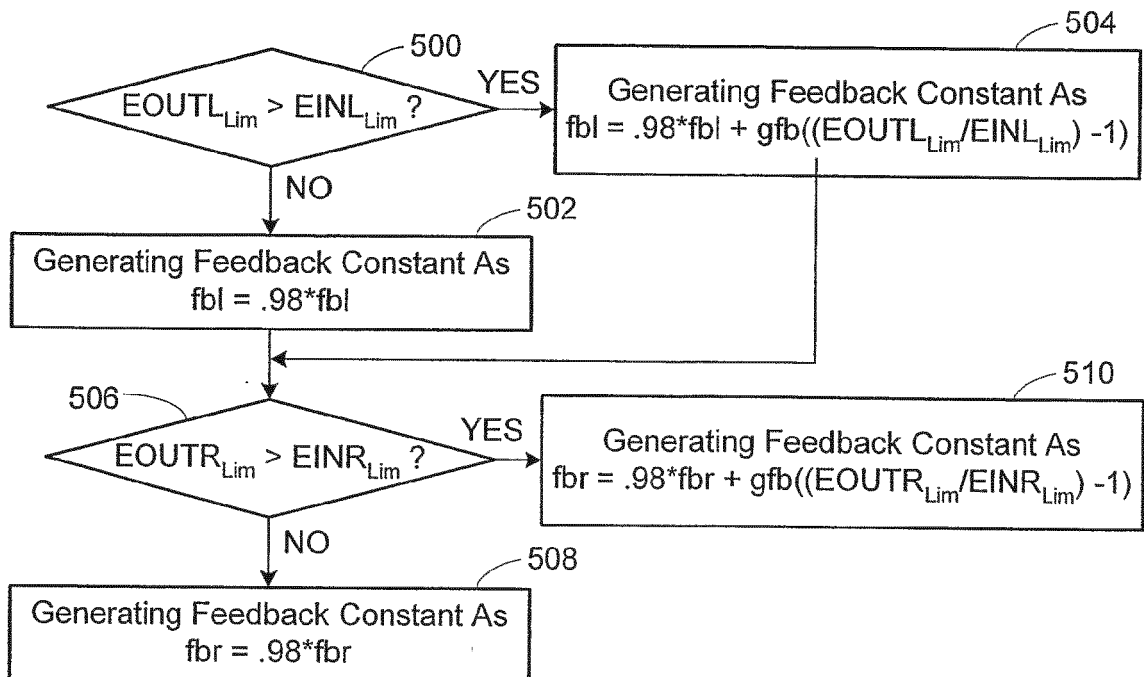 500
EOUTL_Lim > EINL_Lim ?
YES
504
Generating Feedback Constant As
fbl = .98*fbl + gfb((EOUTL_Lim/EINL_Lim) -1)
NO
502
Generating Feedback Constant As
fbl = .98*fbl
506
EOUTR_Lim > EINR_Lim ?
YES
510
Generating Feedback Constant As
fbr = .98*fbr + gfb((EOUTR_Lim/EINR_Lim) -1)
NO
508
Generating Feedback Constant As
fbr = .98*fbr